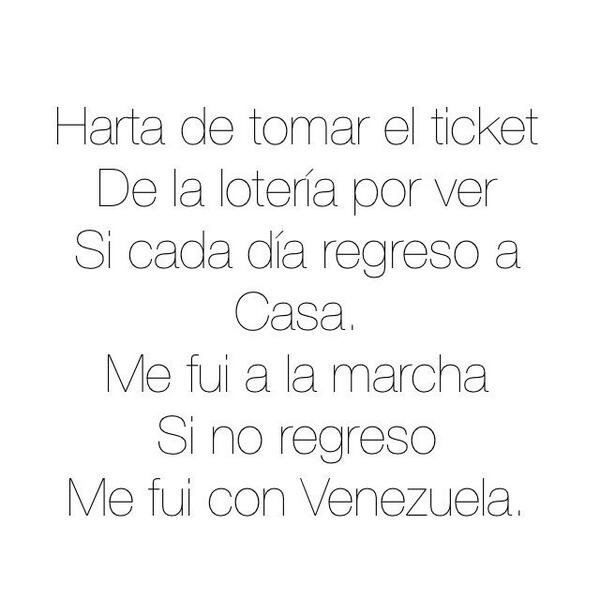 Harta de tomar el ticket
De la lotería por ver
Si cada día regreso a
Casa.
Me fui a la marcha
Si no regreso
Me fui con Venezuela.